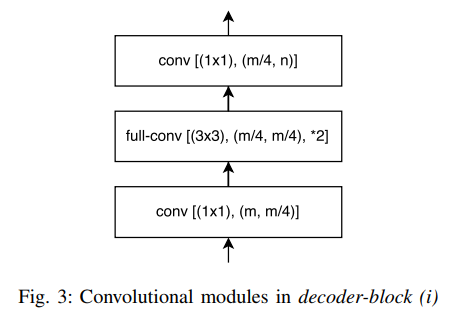 conv [(1x1), (m/4, n)]
full-conv [(3x3), (m/4, m/4), *2]
conv [(1x1), (m, m/4)]
Fig. 3: Convolutional modules in decoder-block (i)